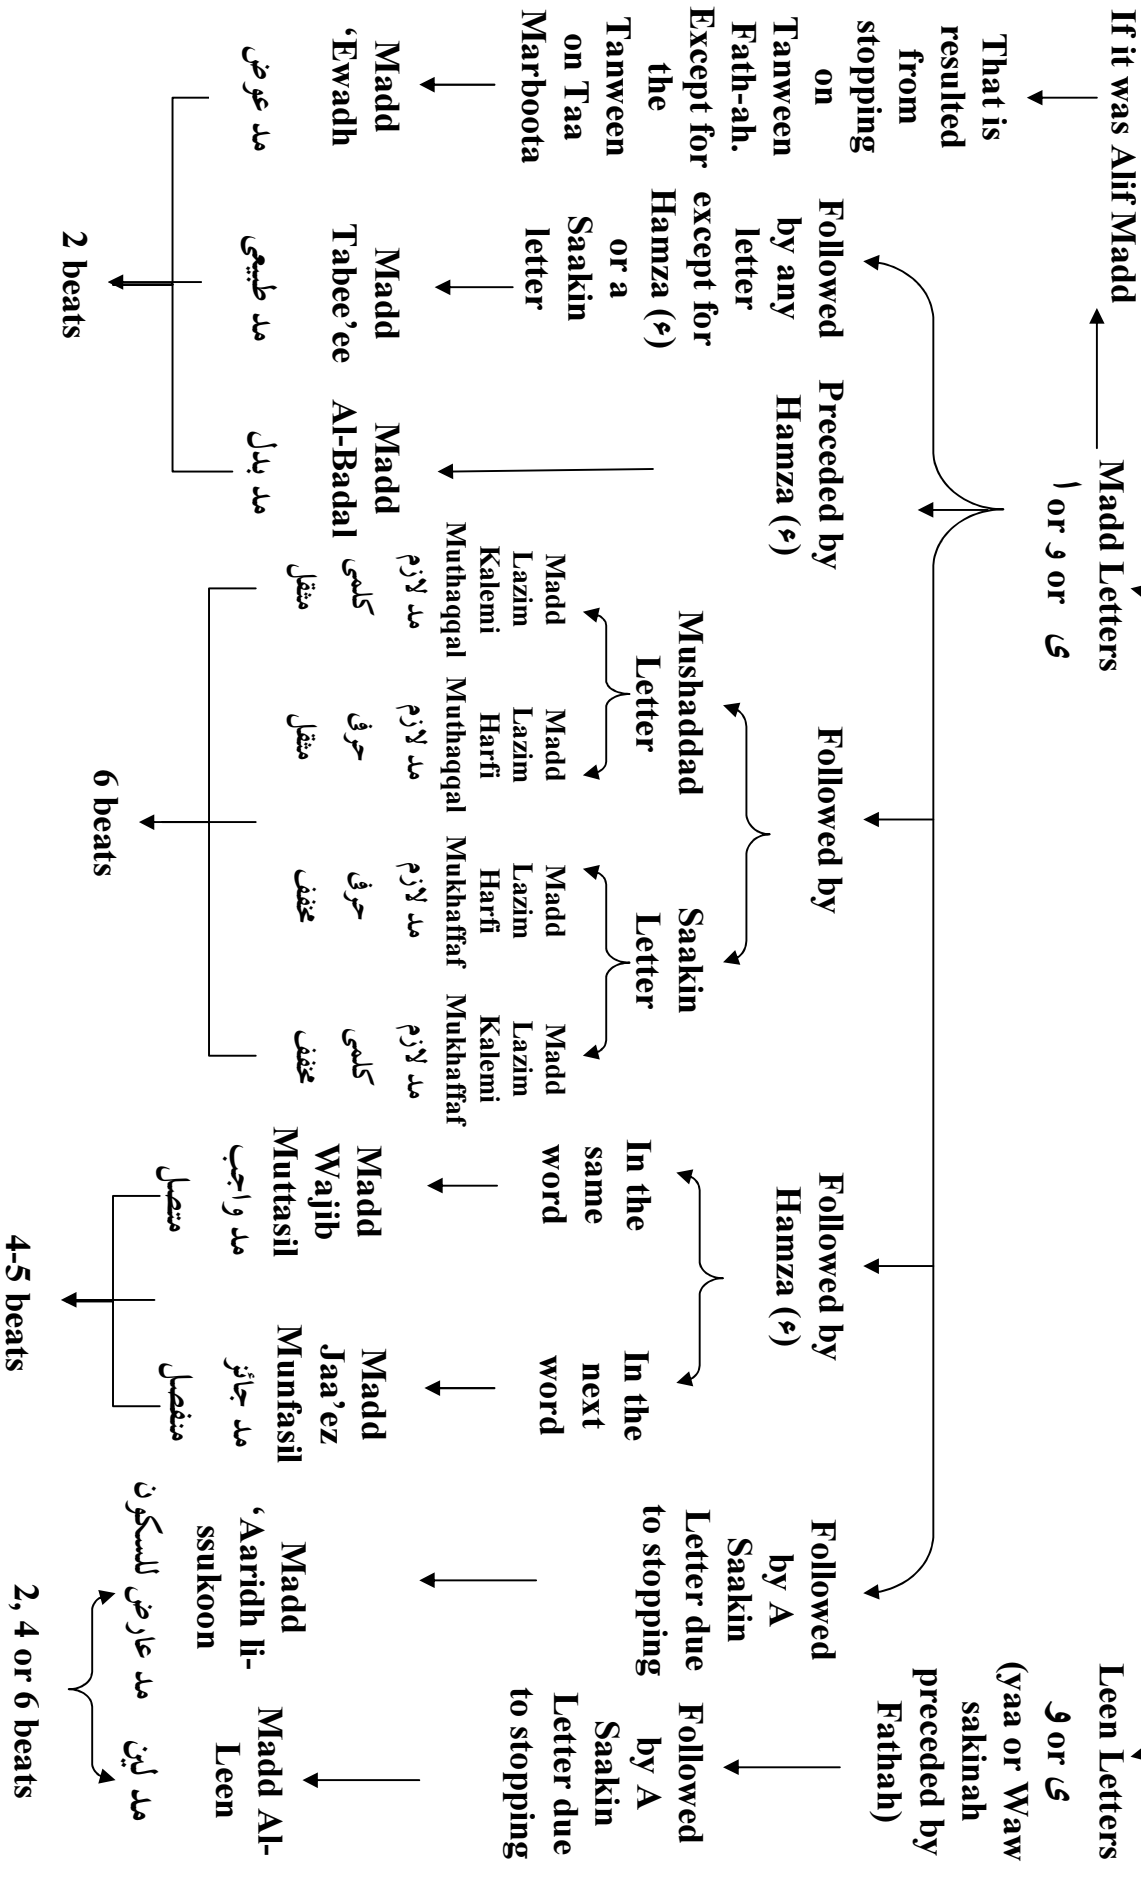 If it was Alif Madd
Madd Letters
ا or و or ى
Leen Letters
ى or و
(yaa or Waw
sakinah
preceded by
Fathah)
That is
resulted
from
stopping
on
Tanween
Fath-ah.
Except for
the
Tanween
on Taa
Marboota
Madd
‘Ewadh
مد عوض
Followed
by any
letter
except for
Hamza (ء)
or a
Saakin
letter
Madd
Tabee’ee
مد طبيعى
Preceded by
Hamza (ء)
Madd
Al-Badal
مد بدل
2 beats
Followed by
Mushaddad
Letter
Madd
Lazim
Kalemi
Muthaqqal
مد لازم
كلمى
مثقل
Madd
Lazim
Harfi
Muthaqqal
مد لازم
حرفى
مثقل
Saakin
Letter
Madd
Lazim
Harfi
Mukhaffaf
مد لازم
حرفى
مخفف
Madd
Lazim
Kalemi
Mukhaffaf
مد لازم
كلمى
مخفف
6 beats
Followed by
Hamza (ء)
In the
same
word
Madd
Wajib
Muttasil
مد واجب
متصل
In the
next
word
Madd
Jaa’ez
Munfasil
مد جائز
منفصل
4-5 beats
Followed
by A
Saakin
Letter due
to stopping
Madd
‘Aaridh li-
ssukoon
مد عارض للسكون
Followed
by A
Saakin
Letter due
to stopping
Madd Al-
Leen
مد لين
2, 4 or 6 beats